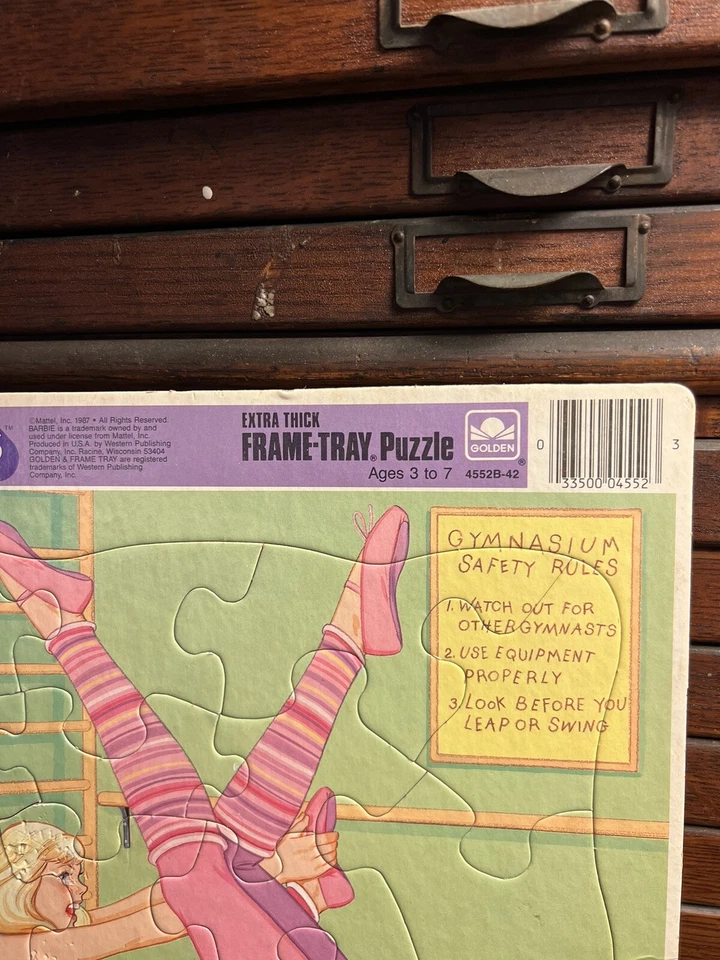 ©Mattel, Inc. 1987 • All Rights Reserved.
BARBIE is a trademark owned by and
used under license from Mattel, Inc.
Produced in U.S.A. by Western Publishing
Company, Inc. Racine, Wisconsin 53404
GOLDEN & FRAME TRAY are registered
trademarks of Western Publishing
Company, Inc.
TM
EXTRA THICK
FRAME-TRAY® Puzzle
Ages 3 to 7
GOLDEN®
4552B-42
0 33500 04552 3
GYMNASIUM
SAFETY RULES
1. WATCH OUT FOR
OTHER GYMNASTS
2. USE EQUIPMENT
PROPERLY
3. LOOK BEFORE YOU
LEAP OR SWING